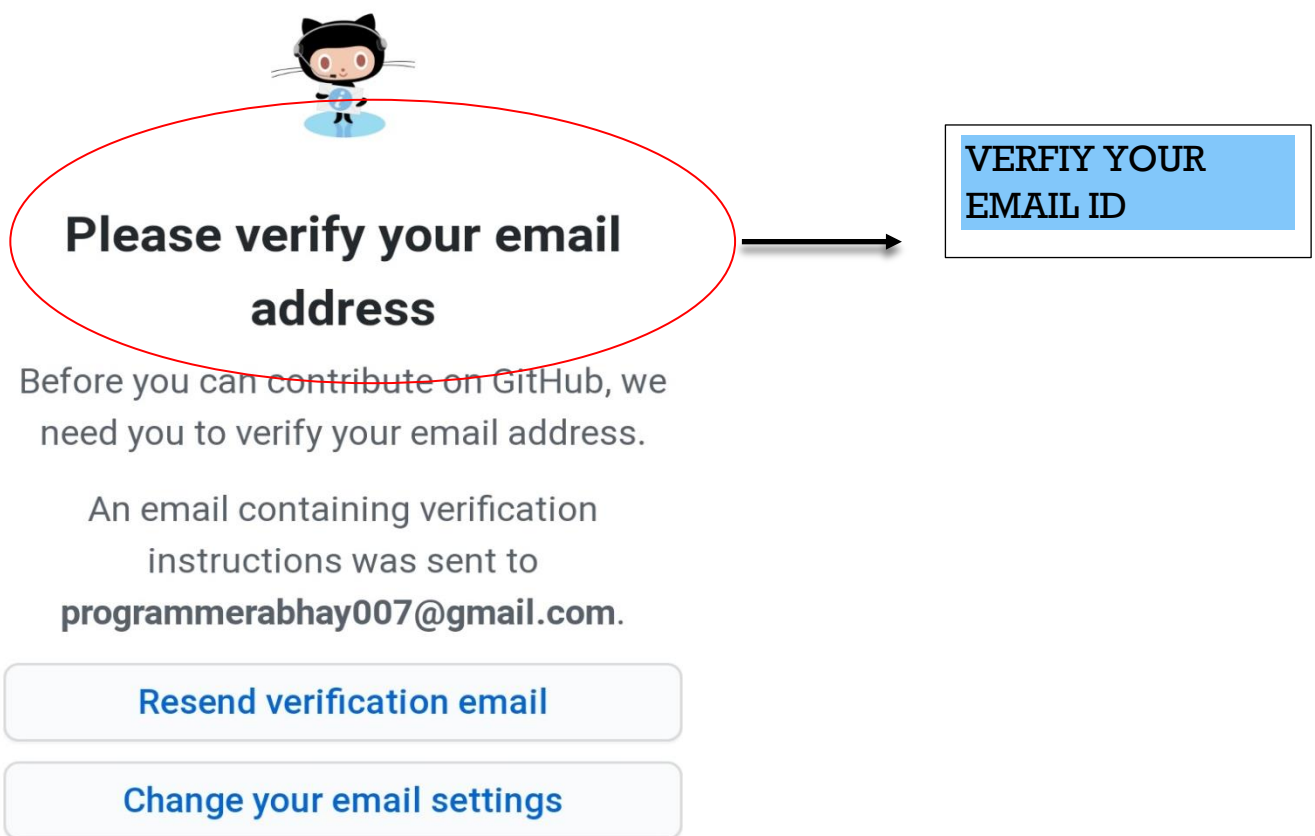 Please verify your email
address
Before you can contribute on GitHub, we
need you to verify your email address.
An email containing verification
instructions was sent to
programmerabhay007@gmail.com.
Resend verification email
Change your email settings
VERFIY YOUR
EMAIL ID